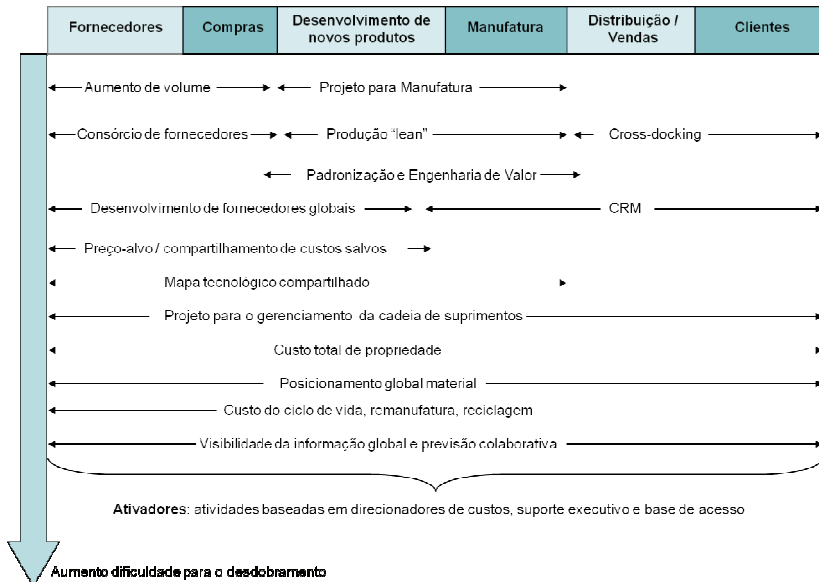 Fornecedores Compras Desenvolvimento de Manufatura Distribuição / Clientes
novos produtos Vendas
Aumento de volume Projeto para Manufatura
Consórcio de fornecedores Produção “lean” Cross-docking
Padronização e Engenharia de Valor
Desenvolvimento de fornecedores globais CRM
Preço-alvo / compartilhamento de custos salvos
Mapa tecnológico compartilhado
Projeto para o gerenciamento da cadeia de suprimentos
Custo total de propriedade
Posicionamento global material
Custo do ciclo de vida, remanufatura, reciclagem
Visibilidade da informação global e previsão colaborativa
Ativadores: atividades baseadas em direcionadores de custos, suporte executivo e base de acesso
Aumento dificuldade para o desdobramento